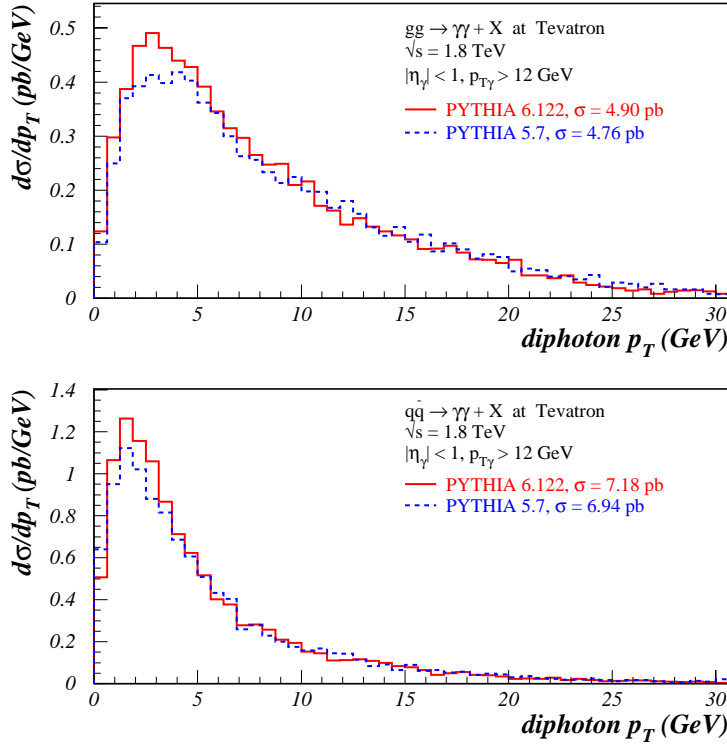 dσ/dp_T (pb/GeV)
0.5
0.4
0.3
0.2
0.1
0
gg → γγ + X at Tevatron
√s = 1.8 TeV
|η_γ| < 1, p_Tγ > 12 GeV
PYTHIA 6.122, σ = 4.90 pb
PYTHIA 5.7, σ = 4.76 pb
0 5 10 15 20 25 30
diphoton p_T (GeV)
dσ/dp_T (pb/GeV)
1.4
1.2
1
0.8
0.6
0.4
0.2
0
qq̄ → γγ + X at Tevatron
√s = 1.8 TeV
|η_γ| < 1, p_Tγ > 12 GeV
PYTHIA 6.122, σ = 7.18 pb
PYTHIA 5.7, σ = 6.94 pb
0 5 10 15 20 25 30
diphoton p_T (GeV)